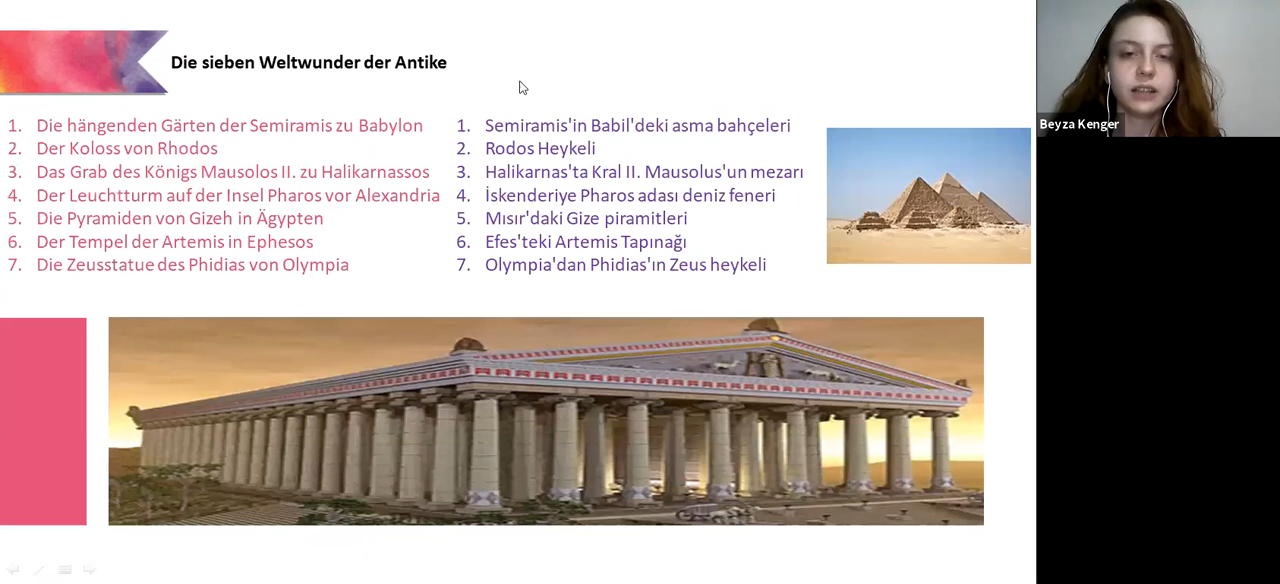 Die sieben Weltwunder der Antike
1. Die hängenden Gärten der Semiramis zu Babylon
2. Der Koloss von Rhodos
3. Das Grab des Königs Mausolos II. zu Halikarnassos
4. Der Leuchtturm auf der Insel Pharos vor Alexandria
5. Die Pyramiden von Gizeh in Ägypten
6. Der Tempel der Artemis in Ephesos
7. Die Zeusstatue des Phidias von Olympia
1. Semiramis'in Babil'deki asma bahçeleri
2. Rodos Heykeli
3. Halikarnas'ta Kral II. Mausolus'un mezarı
4. İskenderiye Pharos adası deniz feneri
5. Mısır'daki Gize piramitleri
6. Efes'teki Artemis Tapınağı
7. Olympia'dan Phidias'ın Zeus heykeli
Beyza Kenger